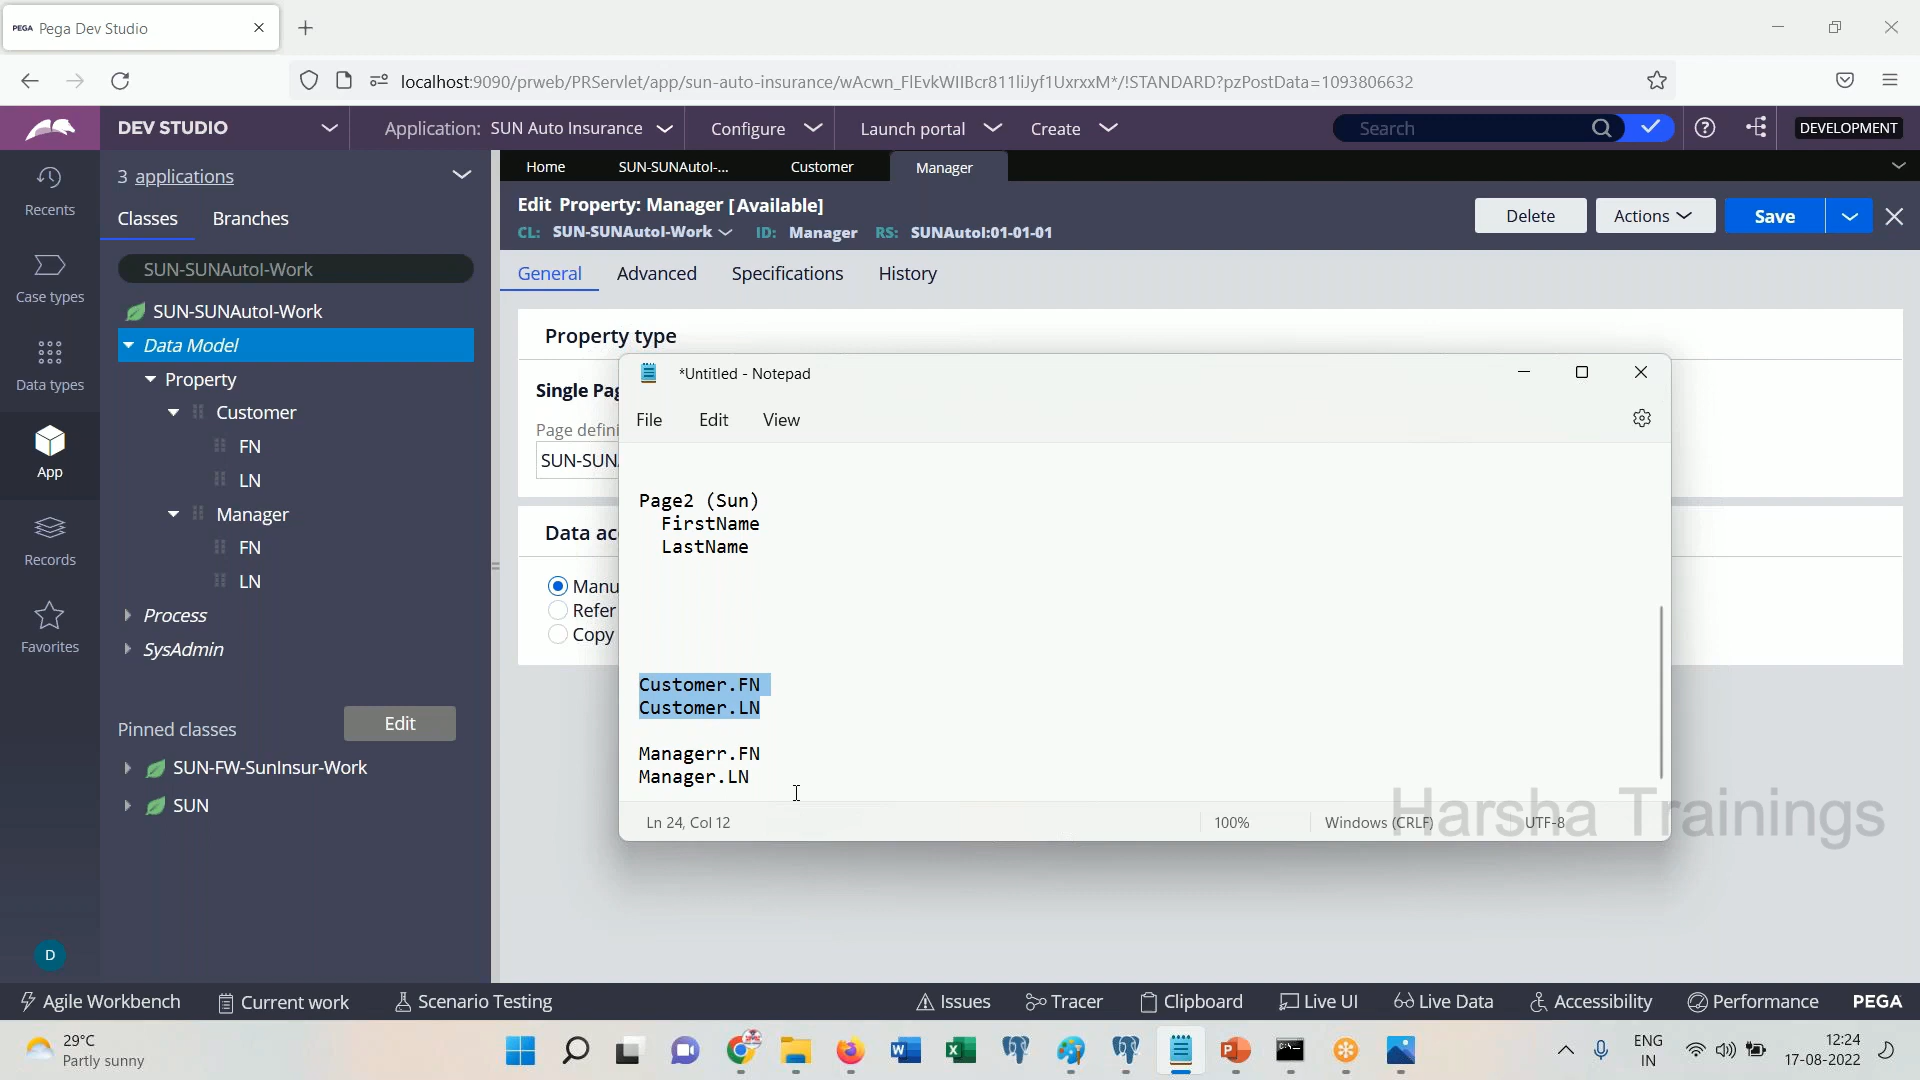 PEGA Pega Dev Studio
localhost:9090/prweb/PRServlet/app/sun-auto-insurance/wAcwn_FlEvkWIIBcr811liJyf1UxrxxM*/!STANDARD?pzPostData=1093806632
DEV STUDIO
Application: SUN Auto Insurance
Configure
Launch portal
Create
Search
DEVELOPMENT
Recents
Case types
Data types
App
Records
Favorites
D
3 applications
Classes
Branches
SUN-SUNAutoI-Work
SUN-SUNAutoI-Work
Data Model
Property
Customer
FN
LN
Manager
FN
LN
Process
SysAdmin
Pinned classes
Edit
SUN-FW-SunInsur-Work
SUN
Home
SUN-SUNAutoI-...
Customer
Manager
Edit Property: Manager [Available]
CL: SUN-SUNAutoI-Work ID: Manager RS: SUNAutoI:01-01-01
Delete
Actions
Save
General
Advanced
Specifications
History
Property type
Single Pag
Page defini
SUN-SUN
Data acc
Manu
Refer
Copy
*Untitled - Notepad
File
Edit
View
Page2 (Sun)
FirstName
LastName
Customer.FN
Customer.LN
Managerr.FN
Manager.LN
Ln 24, Col 12
100%
Windows (CRLF)
UTF-8
Harsha Trainings
Agile Workbench
Current work
Scenario Testing
Issues
Tracer
Clipboard
Live UI
Live Data
Accessibility
Performance
PEGA
29°C
Partly sunny
ENG
IN
12:24
17-08-2022